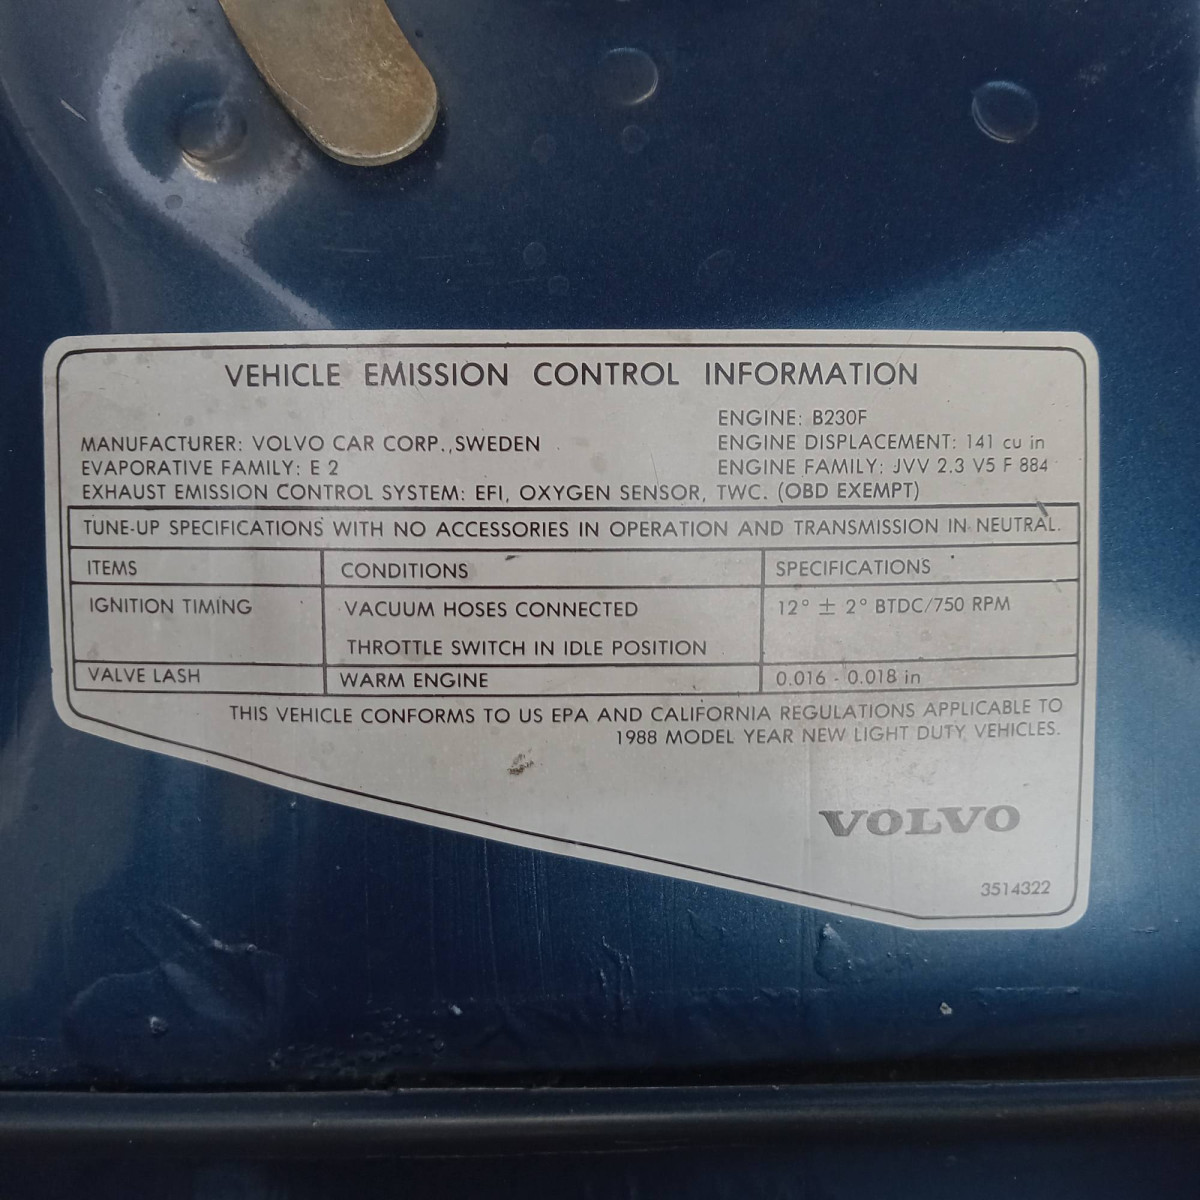 VEHICLE EMISSION CONTROL INFORMATION
ENGINE: B230F
MANUFACTURER: VOLVO CAR CORP.,SWEDEN ENGINE DISPLACEMENT: 141 cu in
EVAPORATIVE FAMILY: E 2 ENGINE FAMILY: JVV 2.3 V5 F 884
EXHAUST EMISSION CONTROL SYSTEM: EFI, OXYGEN SENSOR, TWC. (OBD EXEMPT)
TUNE-UP SPECIFICATIONS WITH NO ACCESSORIES IN OPERATION AND TRANSMISSION IN NEUTRAL.
ITEMS CONDITIONS SPECIFICATIONS
IGNITION TIMING VACUUM HOSES CONNECTED 12° ± 2° BTDC/750 RPM
THROTTLE SWITCH IN IDLE POSITION
VALVE LASH WARM ENGINE 0.016 - 0.018 in
THIS VEHICLE CONFORMS TO US EPA AND CALIFORNIA REGULATIONS APPLICABLE TO
1988 MODEL YEAR NEW LIGHT DUTY VEHICLES.
VOLVO
3514322